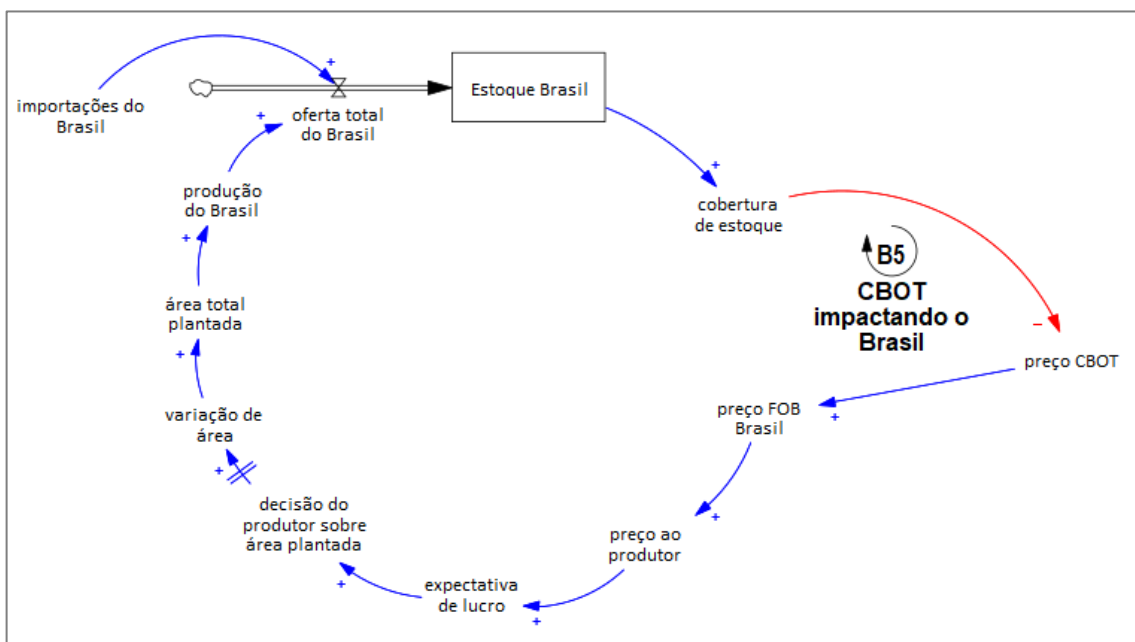 importações do
Brasil
+
oferta total
do Brasil
+
Estoque Brasil
+
cobertura
de estoque
B5
CBOT
impactando o
Brasil
–
preço CBOT
+
preço FOB
Brasil
+
preço ao
produtor
+
expectativa
de lucro
+
decisão do
produtor sobre
área plantada
+
variação de
área
+
área total
plantada
+
produção
do Brasil